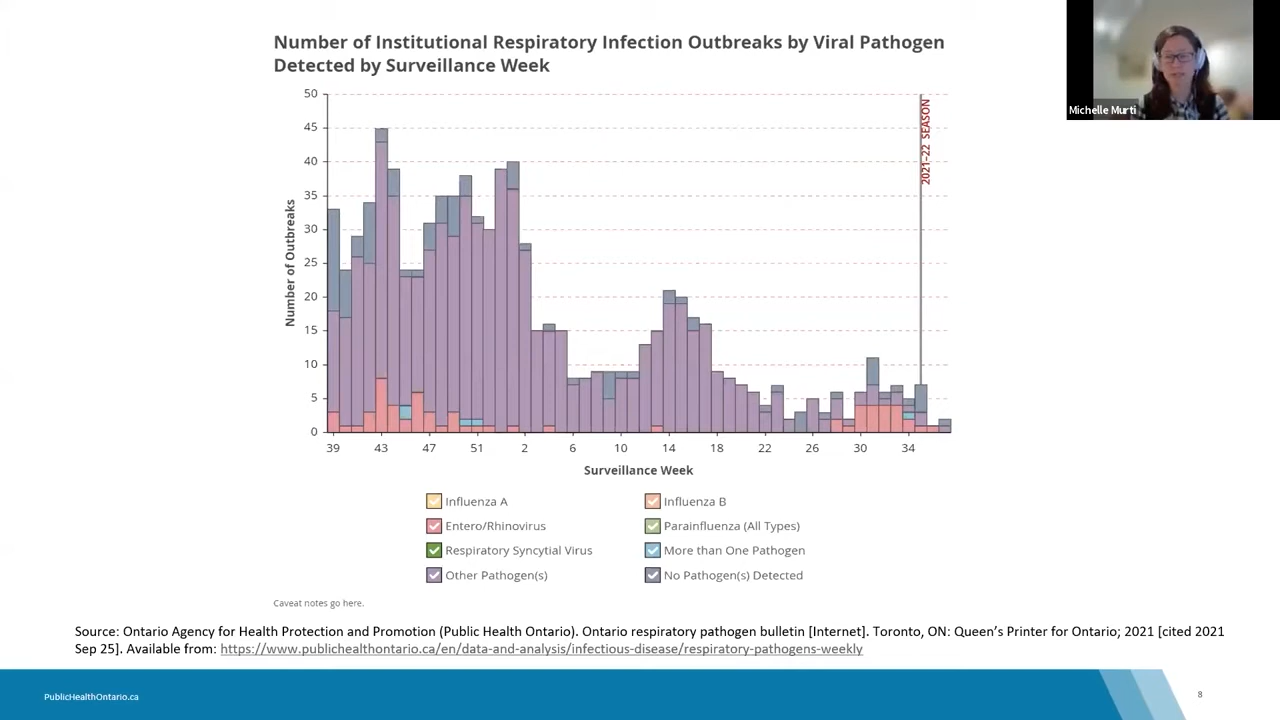 Number of Institutional Respiratory Infection Outbreaks by Viral Pathogen
Detected by Surveillance Week
Michelle Murti
50
45
40
35
30
25
20
15
10
5
0
Number of Outbreaks
2021–22 SEASON
39 43 47 51 2 6 10 14 18 22 26 30 34
Surveillance Week
Influenza A
Influenza B
Entero/Rhinovirus
Parainfluenza (All Types)
Respiratory Syncytial Virus
More than One Pathogen
Other Pathogen(s)
No Pathogen(s) Detected
Caveat notes go here.
Source: Ontario Agency for Health Protection and Promotion (Public Health Ontario). Ontario respiratory pathogen bulletin [Internet]. Toronto, ON: Queen's Printer for Ontario; 2021 [cited 2021
Sep 25]. Available from: https://www.publichealthontario.ca/en/data-and-analysis/infectious-disease/respiratory-pathogens-weekly
PublicHealthOntario.ca
8